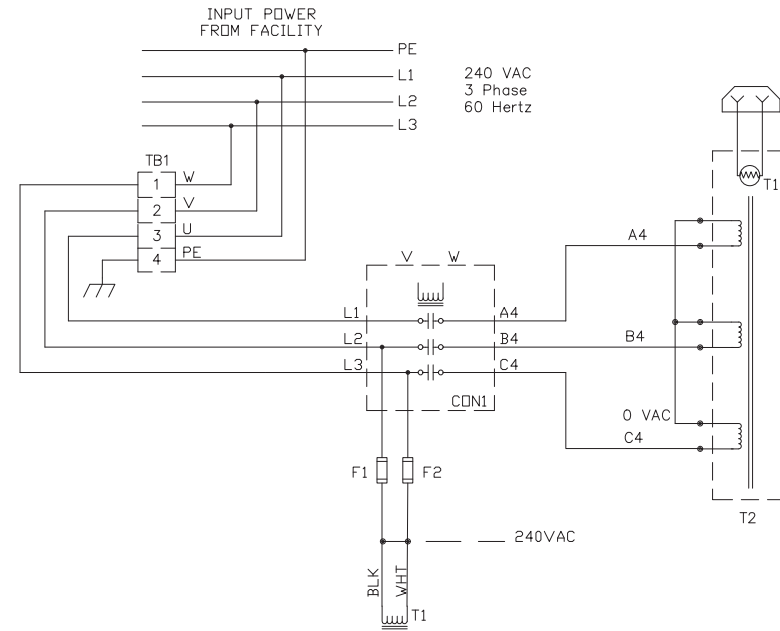 INPUT POWER
FROM FACILITY
PE
L1
L2
L3
240 VAC
3 Phase
60 Hertz
TB1
1 W
2 V
3 U
4 PE
T1
V W
L1 A4
L2 B4
L3 C4
CON1
A4
B4
0 VAC
C4
T2
F1 F2
240VAC
BLK WHT
T1